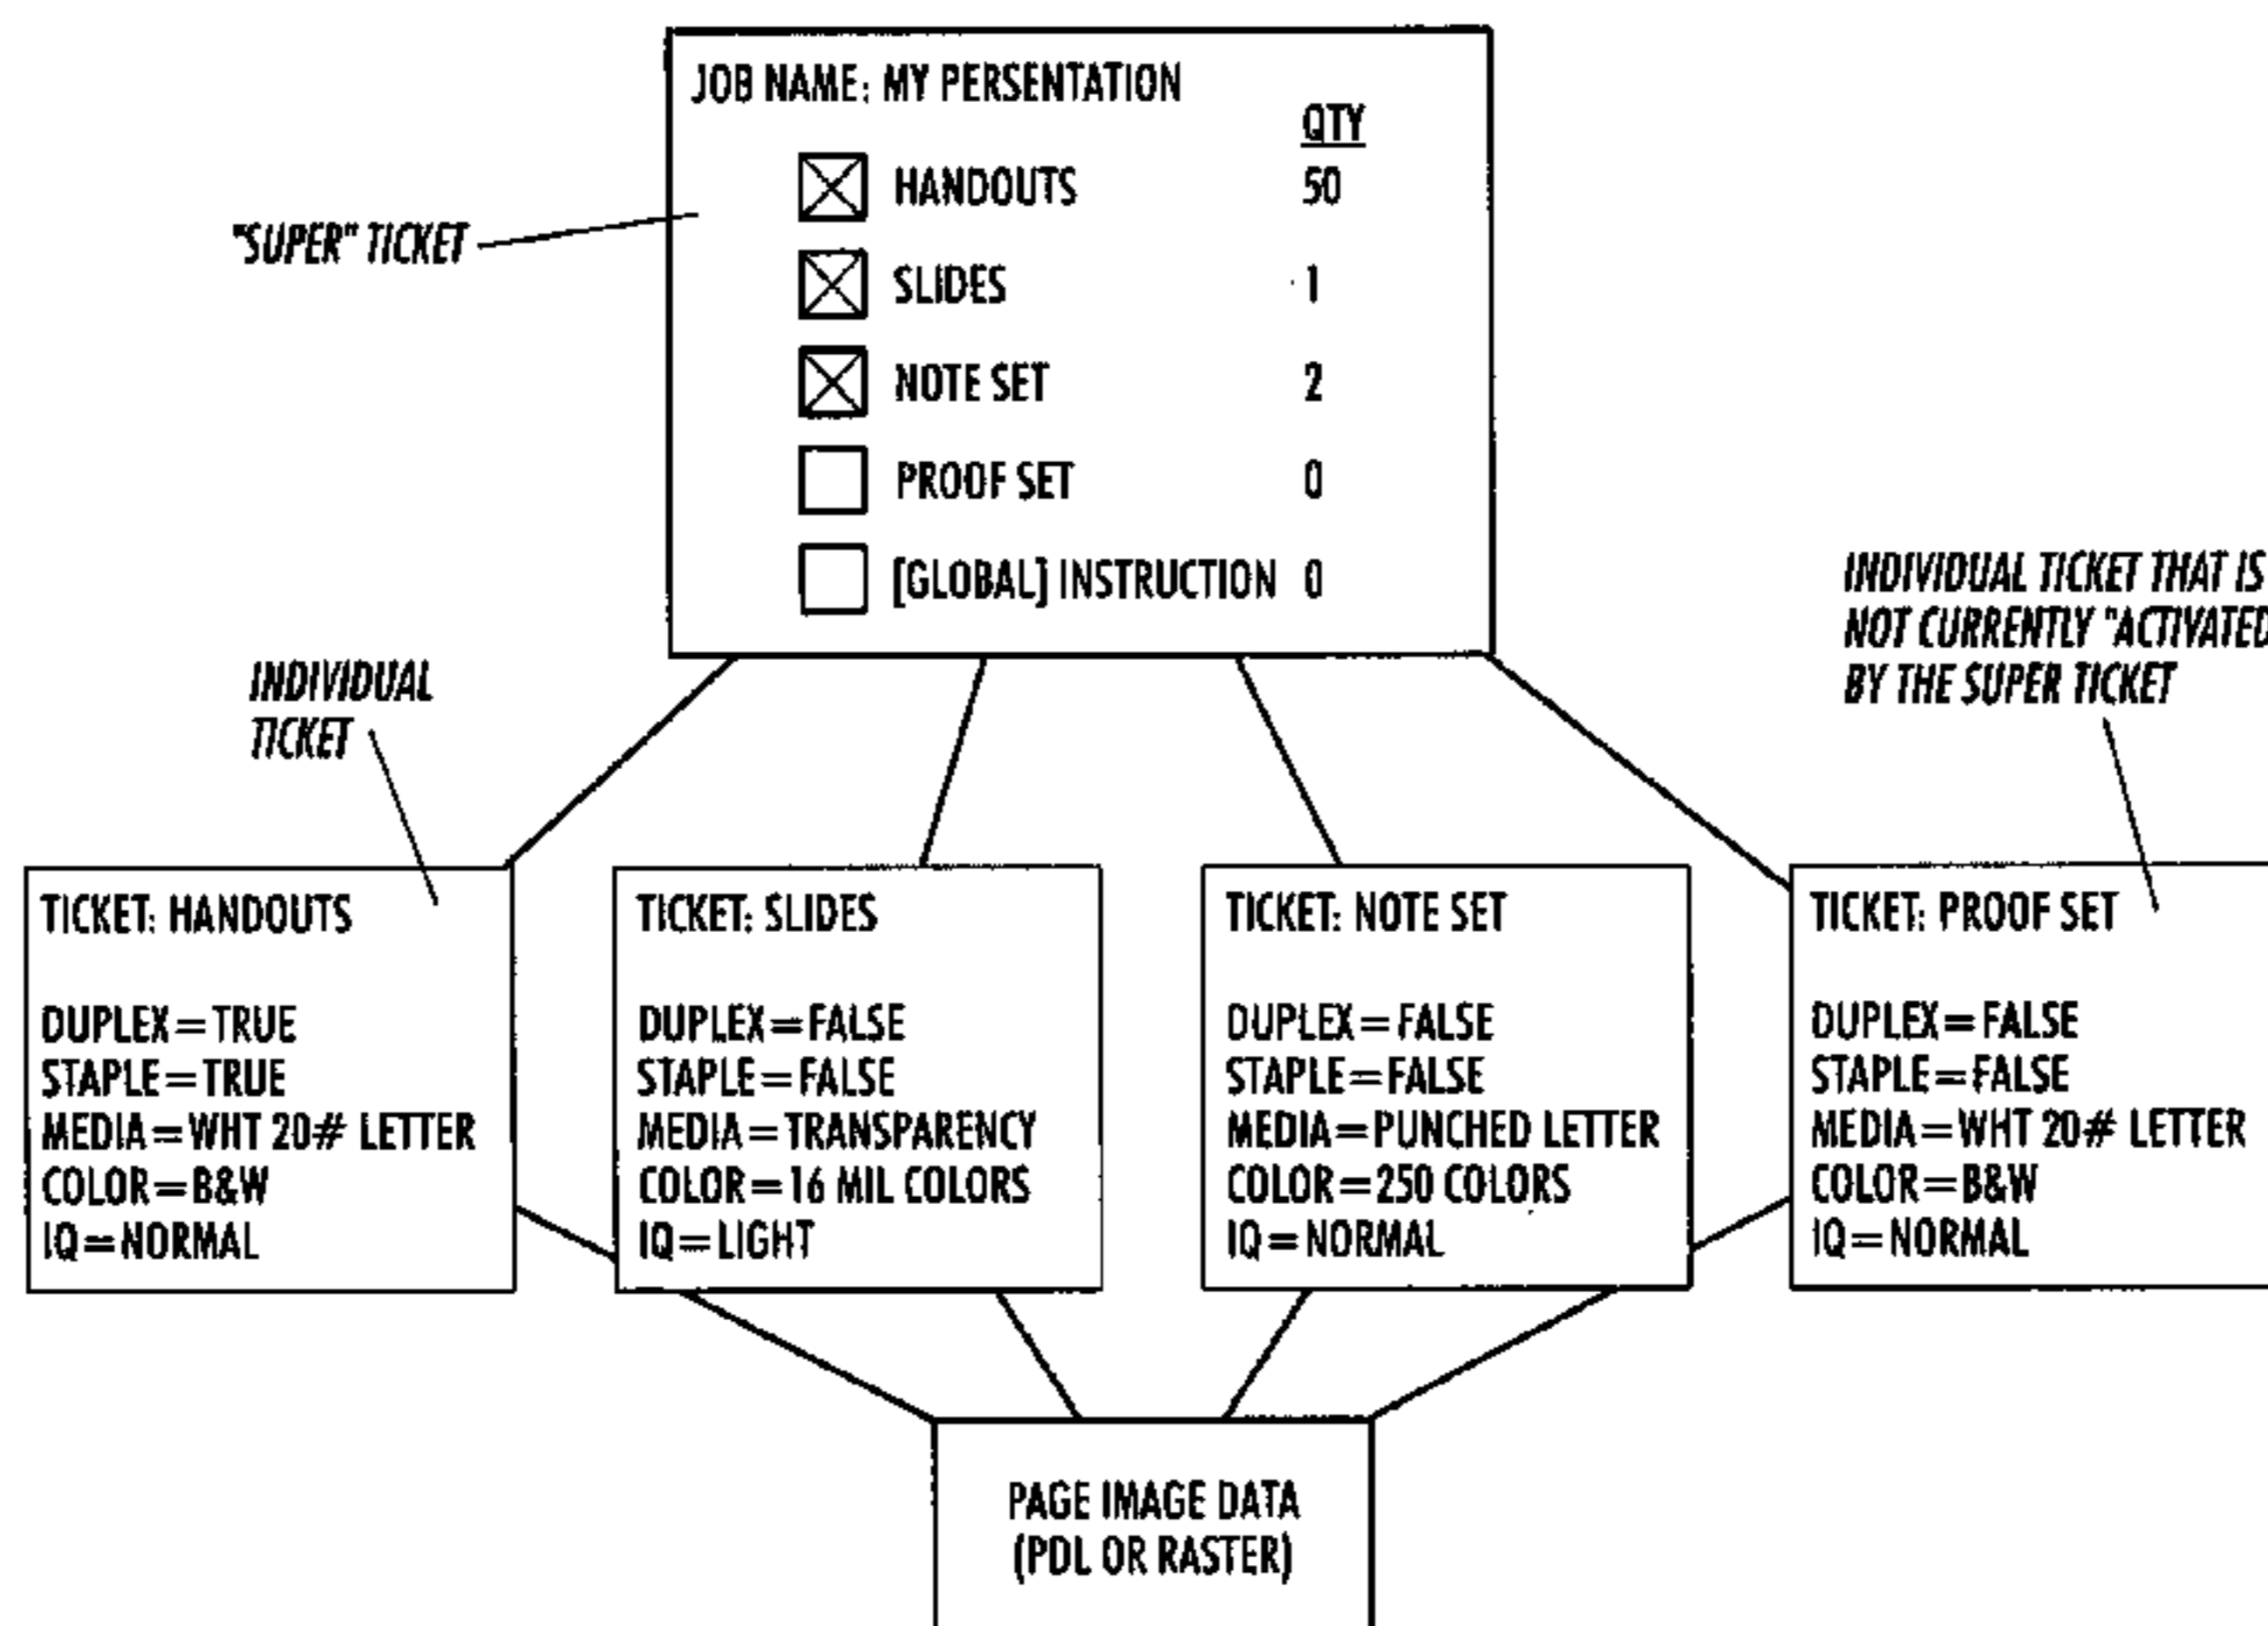 JOB NAME: MY PERSENTATION
QTY
HANDOUTS 50
SLIDES 1
NOTE SET 2
PROOF SET 0
[GLOBAL] INSTRUCTION 0
"SUPER" TICKET
INDIVIDUAL
TICKET
INDIVIDUAL TICKET THAT IS
NOT CURRENTLY "ACTIVATED
BY THE SUPER TICKET
TICKET: HANDOUTS
DUPLEX=TRUE
STAPLE=TRUE
MEDIA=WHT 20# LETTER
COLOR=B&W
IQ=NORMAL
TICKET: SLIDES
DUPLEX=FALSE
STAPLE=FALSE
MEDIA=TRANSPARENCY
COLOR=16 MIL COLORS
IQ=LIGHT
TICKET: NOTE SET
DUPLEX=FALSE
STAPLE=FALSE
MEDIA=PUNCHED LETTER
COLOR=250 COLORS
IQ=NORMAL
TICKET: PROOF SET
DUPLEX=FALSE
STAPLE=FALSE
MEDIA=WHT 20# LETTER
COLOR=B&W
IQ=NORMAL
PAGE IMAGE DATA
(PDL OR RASTER)